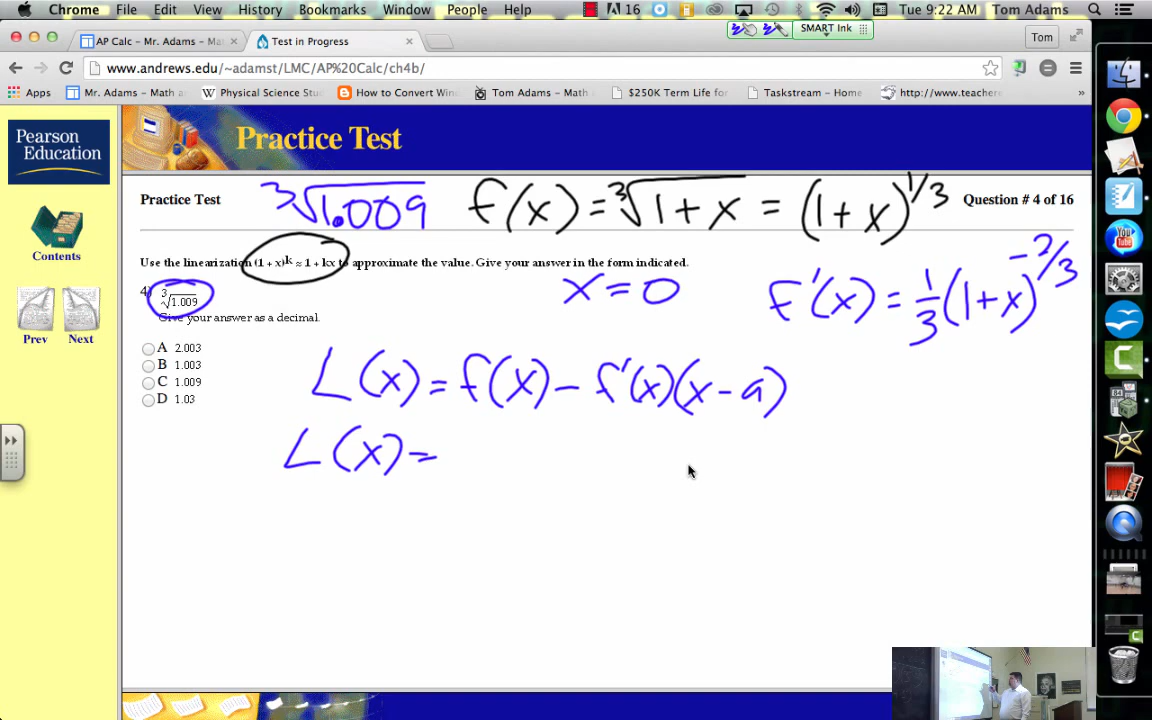 Chrome File Edit View History Bookmarks Window People Help 16 Tue 9:22 AM Tom Adams
AP Calc - Mr. Adams - Ma Test in Progress SMART Ink Tom
www.andrews.edu/~adamst/LMC/AP%20Calc/ch4b/
Apps Mr. Adams - Math an Physical Science Stud How to Convert Wind Tom Adams - Math $250K Term Life for Taskstream - Home http://www.teacher
Pearson
Education
Practice Test
Practice Test ∛1.009 f(x) = ∛1+x = (1+x)^1/3 Question # 4 of 16
Contents
Use the linearization (1 + x)^k ≈ 1 + kx to approximate the value. Give your answer in the form indicated.
4) ∛1.009 x = 0 f'(x) = 1/3 (1+x)^-2/3
Give your answer as a decimal.
Prev Next
A 2.003
B 1.003
C 1.009
D 1.03
L(x) = f(x) - f'(x)(x - a)
L(x) =